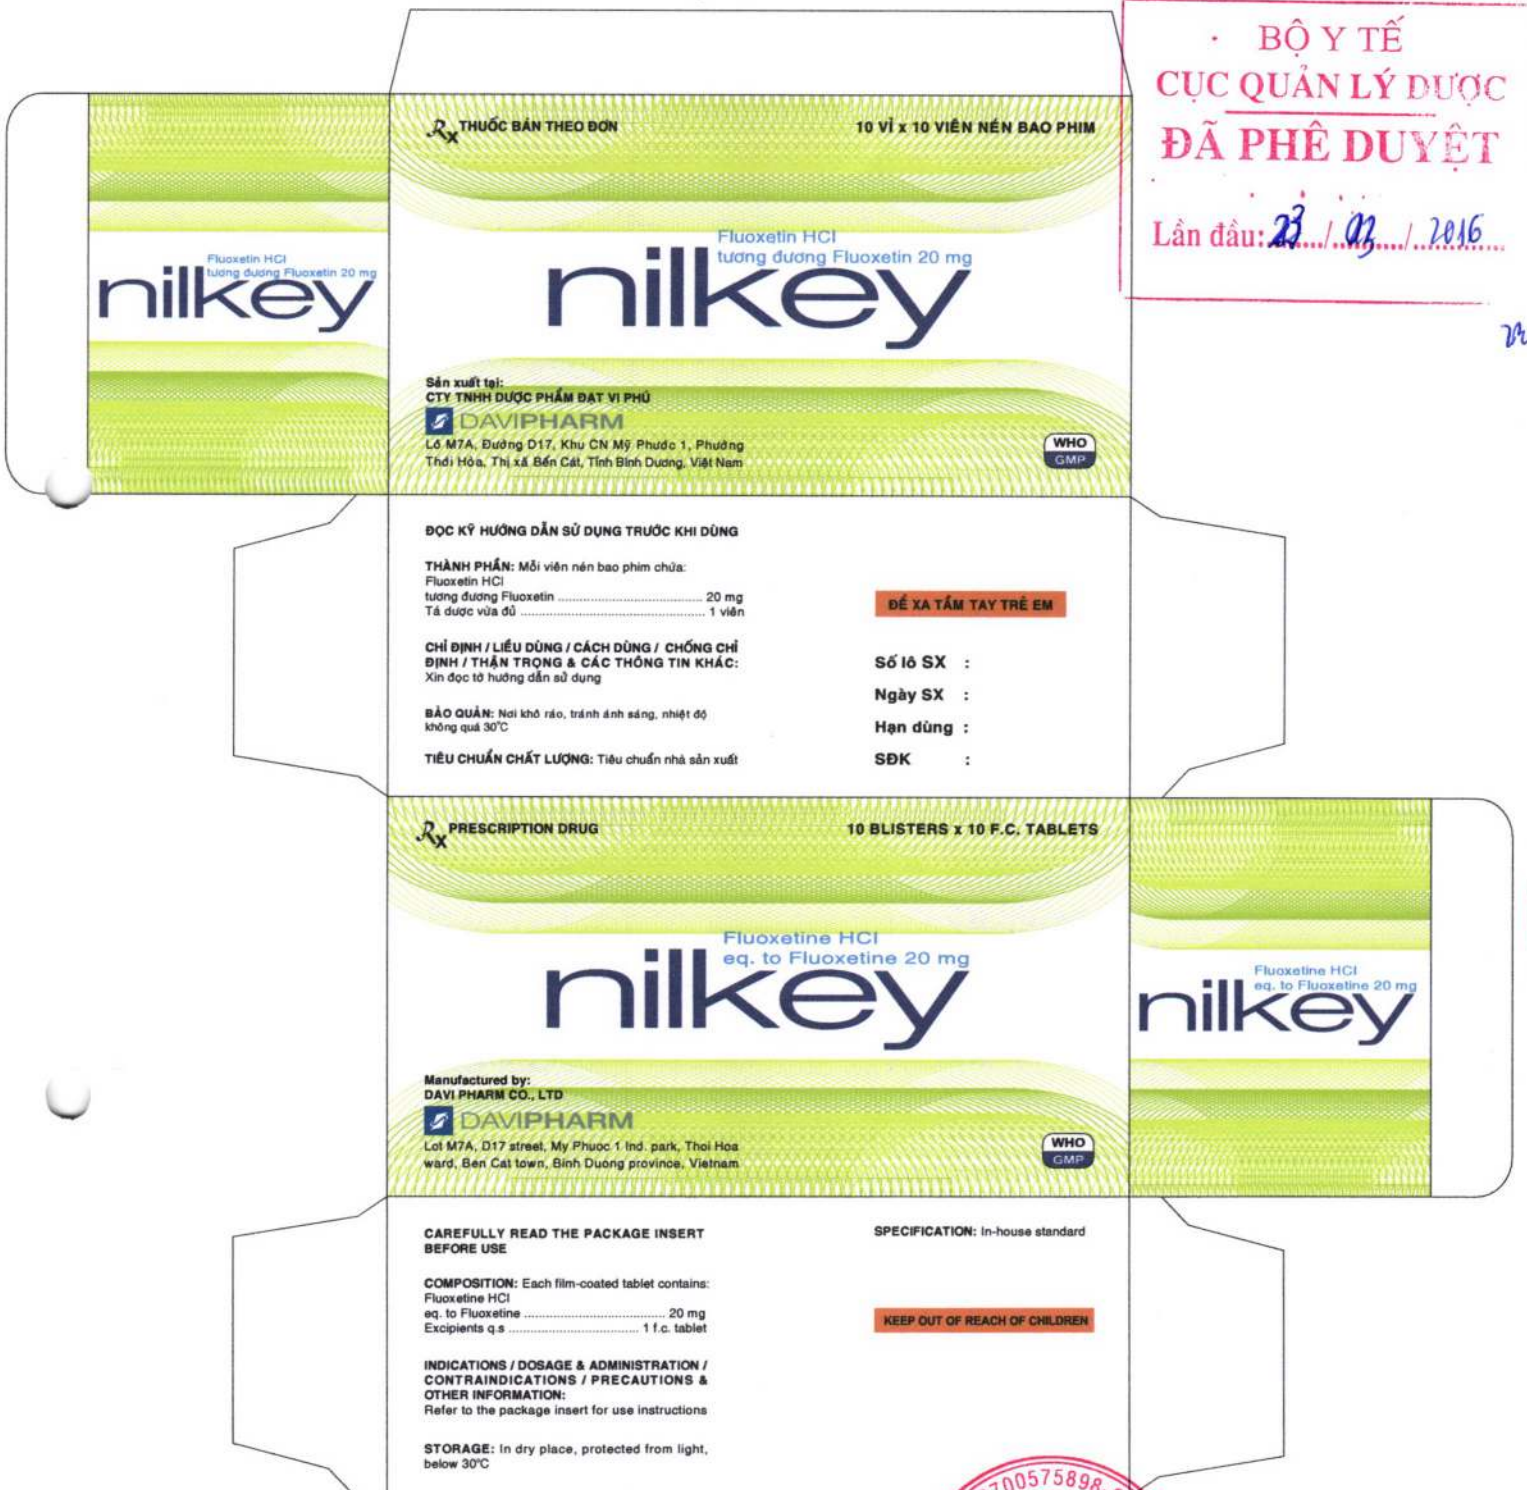 BỘ Y TẾ
CỤC QUẢN LÝ DƯỢC
ĐÃ PHÊ DUYỆT
Lần đầu: 23 / 03 / 2016
Rx THUỐC BÁN THEO ĐƠN
10 VỈ x 10 VIÊN NÉN BAO PHIM
Fluoxetin HCl
tương đương Fluoxetin 20 mg
nilkey
Fluoxetin HCl
tương đương Fluoxetin 20 mg
nilkey
Sản xuất tại:
CTY TNHH DƯỢC PHẨM ĐẠT VI PHÚ
DAVIPHARM
Lô M7A, Đường D17, Khu CN Mỹ Phước 1, Phường
Thới Hòa, Thị xã Bến Cát, Tỉnh Bình Dương, Việt Nam
WHO
GMP
ĐỌC KỸ HƯỚNG DẪN SỬ DỤNG TRƯỚC KHI DÙNG
THÀNH PHẦN: Mỗi viên nén bao phim chứa:
Fluoxetin HCl
tương đương Fluoxetin .................................... 20 mg
Tá dược vừa đủ .............................................. 1 viên
CHỈ ĐỊNH / LIỀU DÙNG / CÁCH DÙNG / CHỐNG CHỈ
ĐỊNH / THẬN TRỌNG & CÁC THÔNG TIN KHÁC:
Xin đọc tờ hướng dẫn sử dụng
BẢO QUẢN: Nơi khô ráo, tránh ánh sáng, nhiệt độ
không quá 30°C
TIÊU CHUẨN CHẤT LƯỢNG: Tiêu chuẩn nhà sản xuất
ĐỂ XA TẦM TAY TRẺ EM
Số lô SX :
Ngày SX :
Hạn dùng :
SĐK :
Rx PRESCRIPTION DRUG
10 BLISTERS x 10 F.C. TABLETS
Fluoxetine HCl
eq. to Fluoxetine 20 mg
nilkey
Fluoxetine HCl
eq. to Fluoxetine 20 mg
nilkey
Manufactured by:
DAVI PHARM CO., LTD
DAVIPHARM
Lot M7A, D17 street, My Phuoc 1 Ind. park, Thoi Hoa
ward, Ben Cat town, Binh Duong province, Vietnam
WHO
GMP
CAREFULLY READ THE PACKAGE INSERT
BEFORE USE
COMPOSITION: Each film-coated tablet contains:
Fluoxetine HCl
eq. to Fluoxetine ................................... 20 mg
Excipients q.s ................................ 1 f.c. tablet
INDICATIONS / DOSAGE & ADMINISTRATION /
CONTRAINDICATIONS / PRECAUTIONS &
OTHER INFORMATION:
Refer to the package insert for use instructions
STORAGE: In dry place, protected from light,
below 30°C
SPECIFICATION: In-house standard
KEEP OUT OF REACH OF CHILDREN
700575898